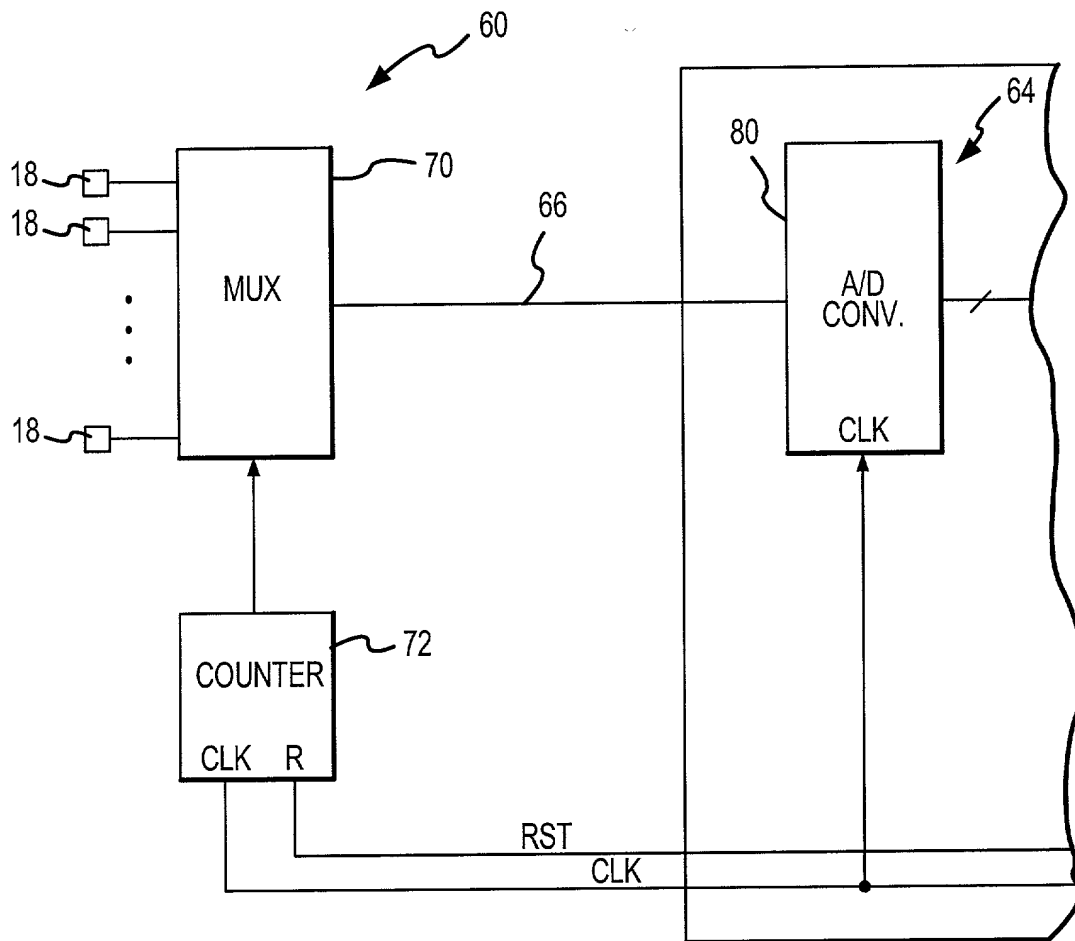 60
64
80
18
70
18
66
MUX
A/D
CONV.
18
CLK
72
COUNTER
CLK R
RST
CLK